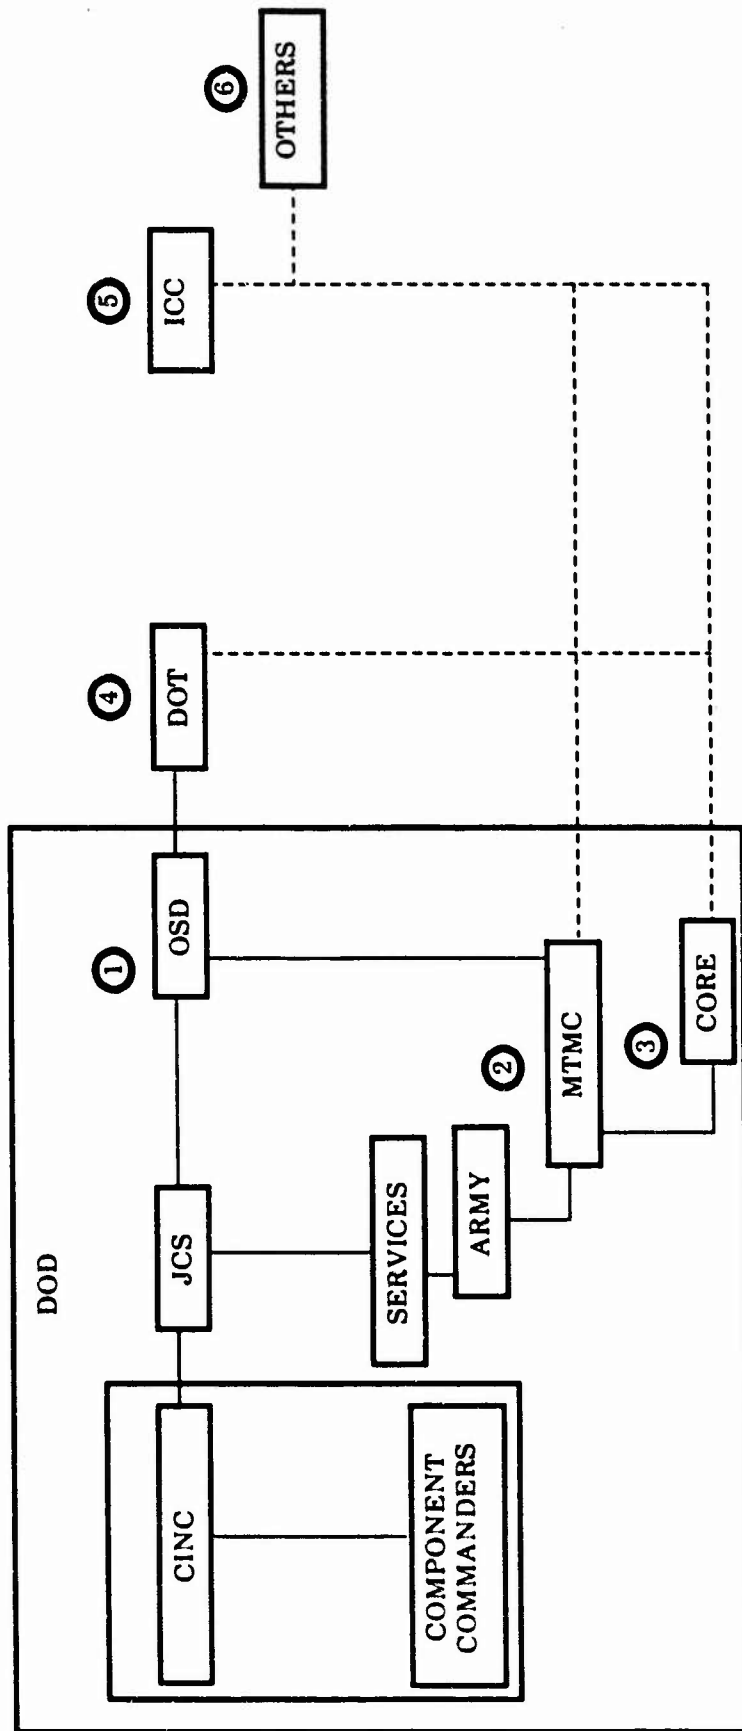 DOD
CINC
COMPONENT
COMMANDERS
JCS
SERVICES
ARMY
1
OSD
2
MTMC
3
CORE
4
DOT
5
ICC
6
OTHERS